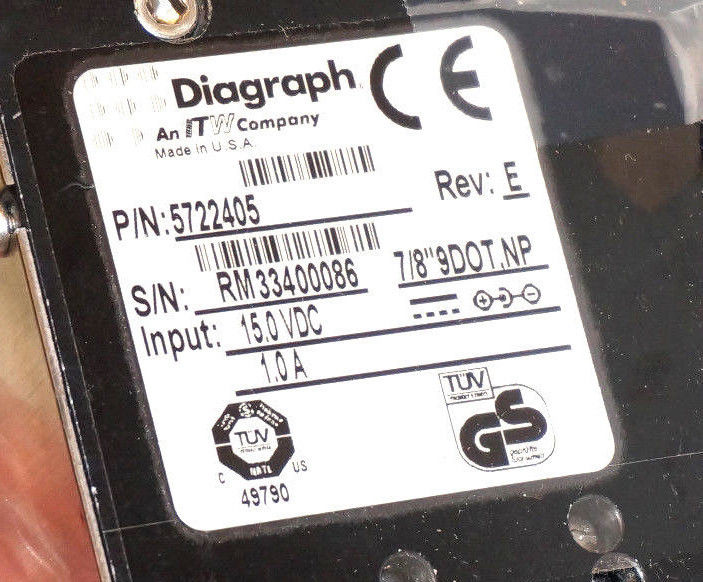 Diagraph
CE
An ITW Company
Made in U.S.A.
P/N: 5722405
Rev: E
S/N: RM33400086
7/8"9DOT.NP
Input: 15.0 VDC
1.0 A
TÜV
NRTL
C US
49790
TÜV
GS